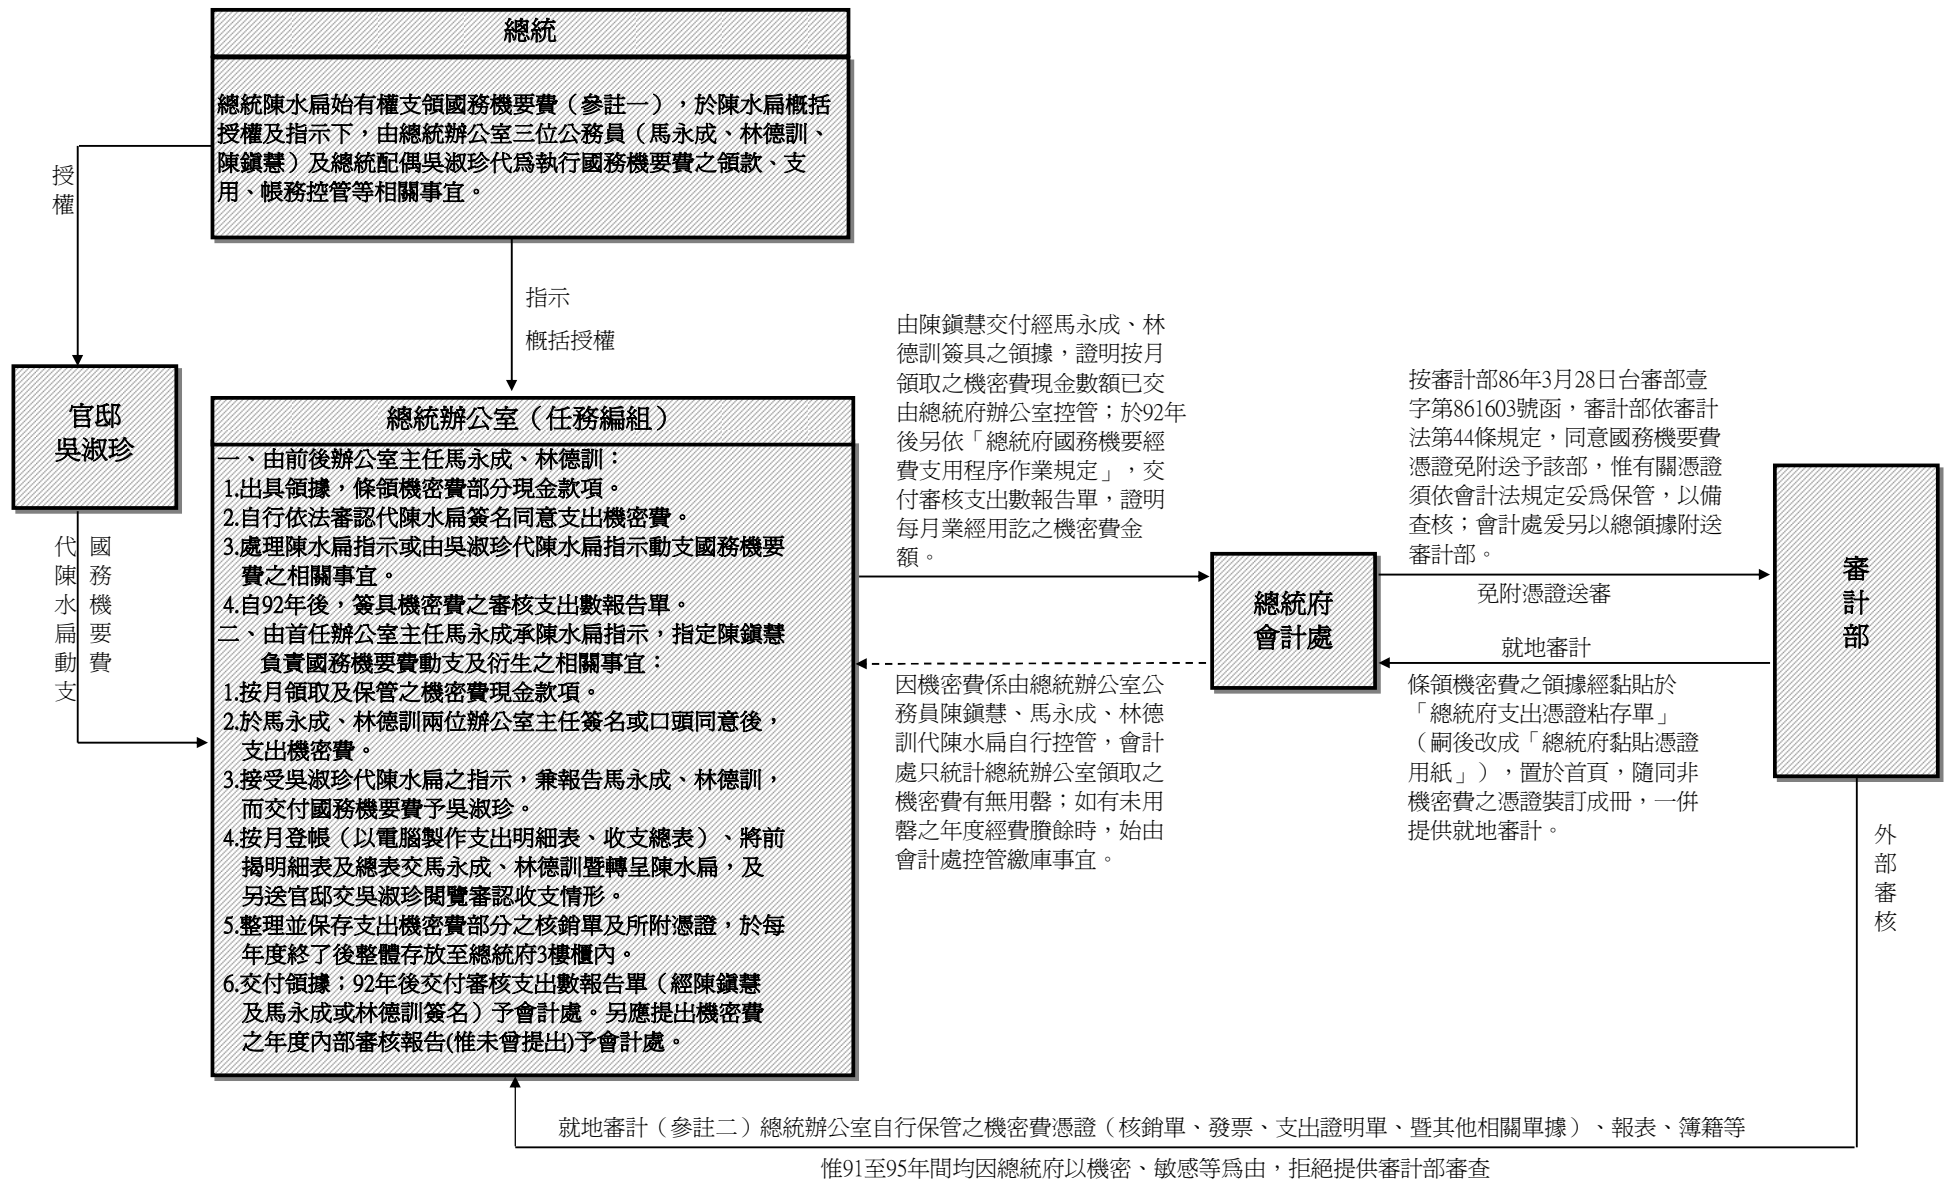 總統
總統陳水扁始有權支領國務機要費（參註一），於陳水扁概括
授權及指示下，由總統辦公室三位公務員（馬永成、林德訓、
陳鎮慧）及總統配偶吳淑珍代為執行國務機要費之領款、支
用、帳務控管等相關事宜。
授權
指示
概括授權
官邸
吳淑珍
國務機要費
代陳水扁動支
總統辦公室（任務編組）
一、由前後辦公室主任馬永成、林德訓：
1.出具領據，條領機密費部分現金款項。
2.自行依法審認代陳水扁簽名同意支出機密費。
3.處理陳水扁指示或由吳淑珍代陳水扁指示動支國務機要
費之相關事宜。
4.自92年後，簽具機密費之審核支出數報告單。
二、由首任辦公室主任馬永成承陳水扁指示，指定陳鎮慧
負責國務機要費動支及衍生之相關事宜：
1.按月領取及保管之機密費現金款項。
2.於馬永成、林德訓兩位辦公室主任簽名或口頭同意後，
支出機密費。
3.接受吳淑珍代陳水扁之指示，兼報告馬永成、林德訓，
而交付國務機要費予吳淑珍。
4.按月登帳（以電腦製作支出明細表、收支總表）、將前
揭明細表及總表交馬永成、林德訓暨轉呈陳水扁，及
另送官邸交吳淑珍閱覽審認收支情形。
5.整理並保存支出機密費部分之核銷單及所附憑證，於每
年度終了後整體存放至總統府3樓櫃內。
6.交付領據；92年後交付審核支出數報告單（經陳鎮慧
及馬永成或林德訓簽名）予會計處。另應提出機密費
之年度內部審核報告(惟未曾提出)予會計處。
由陳鎮慧交付經馬永成、林
德訓簽具之領據，證明按月
領取之機密費現金數額已交
由總統府辦公室控管；於92年
後另依「總統府國務機要經
費支用程序作業規定」，交
付審核支出數報告單，證明
每月業經用訖之機密費金
額。
因機密費係由總統辦公室公
務員陳鎮慧、馬永成、林德
訓代陳水扁自行控管，會計
處只統計總統辦公室領取之
機密費有無用罄；如有未用
罄之年度經費賸餘時，始由
會計處控管繳庫事宜。
總統府
會計處
按審計部86年3月28日台審部壹
字第861603號函，審計部依審計
法第44條規定，同意國務機要費
憑證免附送予該部，惟有關憑證
須依會計法規定妥為保管，以備
查核；會計處爰另以總領據附送
審計部。
免附憑證送審
就地審計
條領機密費之領據經黏貼於
「總統府支出憑證粘存單」
（嗣後改成「總統府黏貼憑證
用紙」），置於首頁，隨同非
機密費之憑證裝訂成冊，一併
提供就地審計。
審計部
外部審核
就地審計（參註二）總統辦公室自行保管之機密費憑證（核銷單、發票、支出證明單、暨其他相關單據）、報表、簿籍等
惟91至95年間均因總統府以機密、敏感等為由，拒絕提供審計部審查